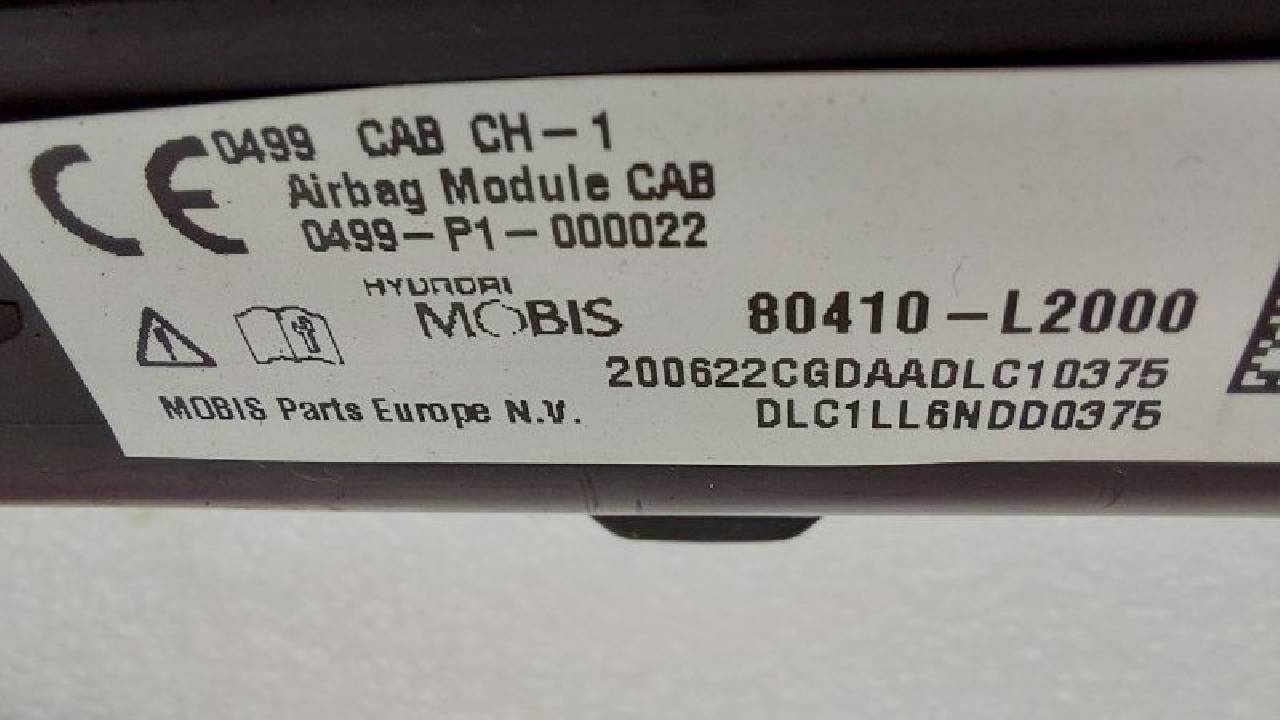 CE 0499 CAB CH-1
Airbag Module CAB
0499-P1-000022
HYUNDAI
MOBIS
80410-L2000
200622CGDAADLC10375
MOBIS Parts Europe N.V.
DLC1LL6NDD0375